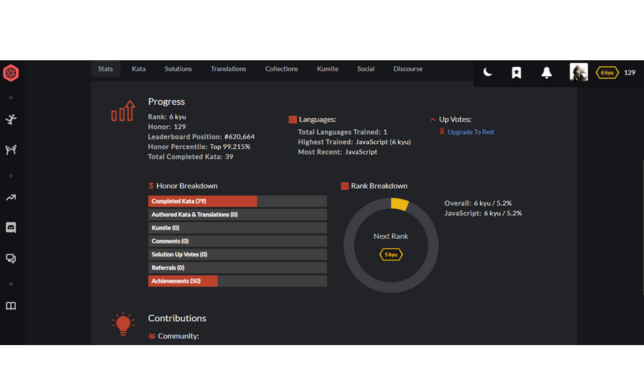 Stats Kata Solutions Translations Collections Kumite Social Discourse
6 kyu 129
Progress
Rank: 6 kyu
Honor: 129
Leaderboard Position: #620,664
Honor Percentile: Top 99.215%
Total Completed Kata: 39
Languages:
Total Languages Trained: 1
Highest Trained: JavaScript (6 kyu)
Most Recent: JavaScript
Up Votes:
Upgrade To Red
Honor Breakdown
Completed Kata (79)
Authored Kata & Translations (0)
Kumite (0)
Comments (0)
Solution Up Votes (0)
Referrals (0)
Achievements (50)
Rank Breakdown
Next Rank
5 kyu
Overall: 6 kyu / 5.2%
JavaScript: 6 kyu / 5.2%
Contributions
Community: